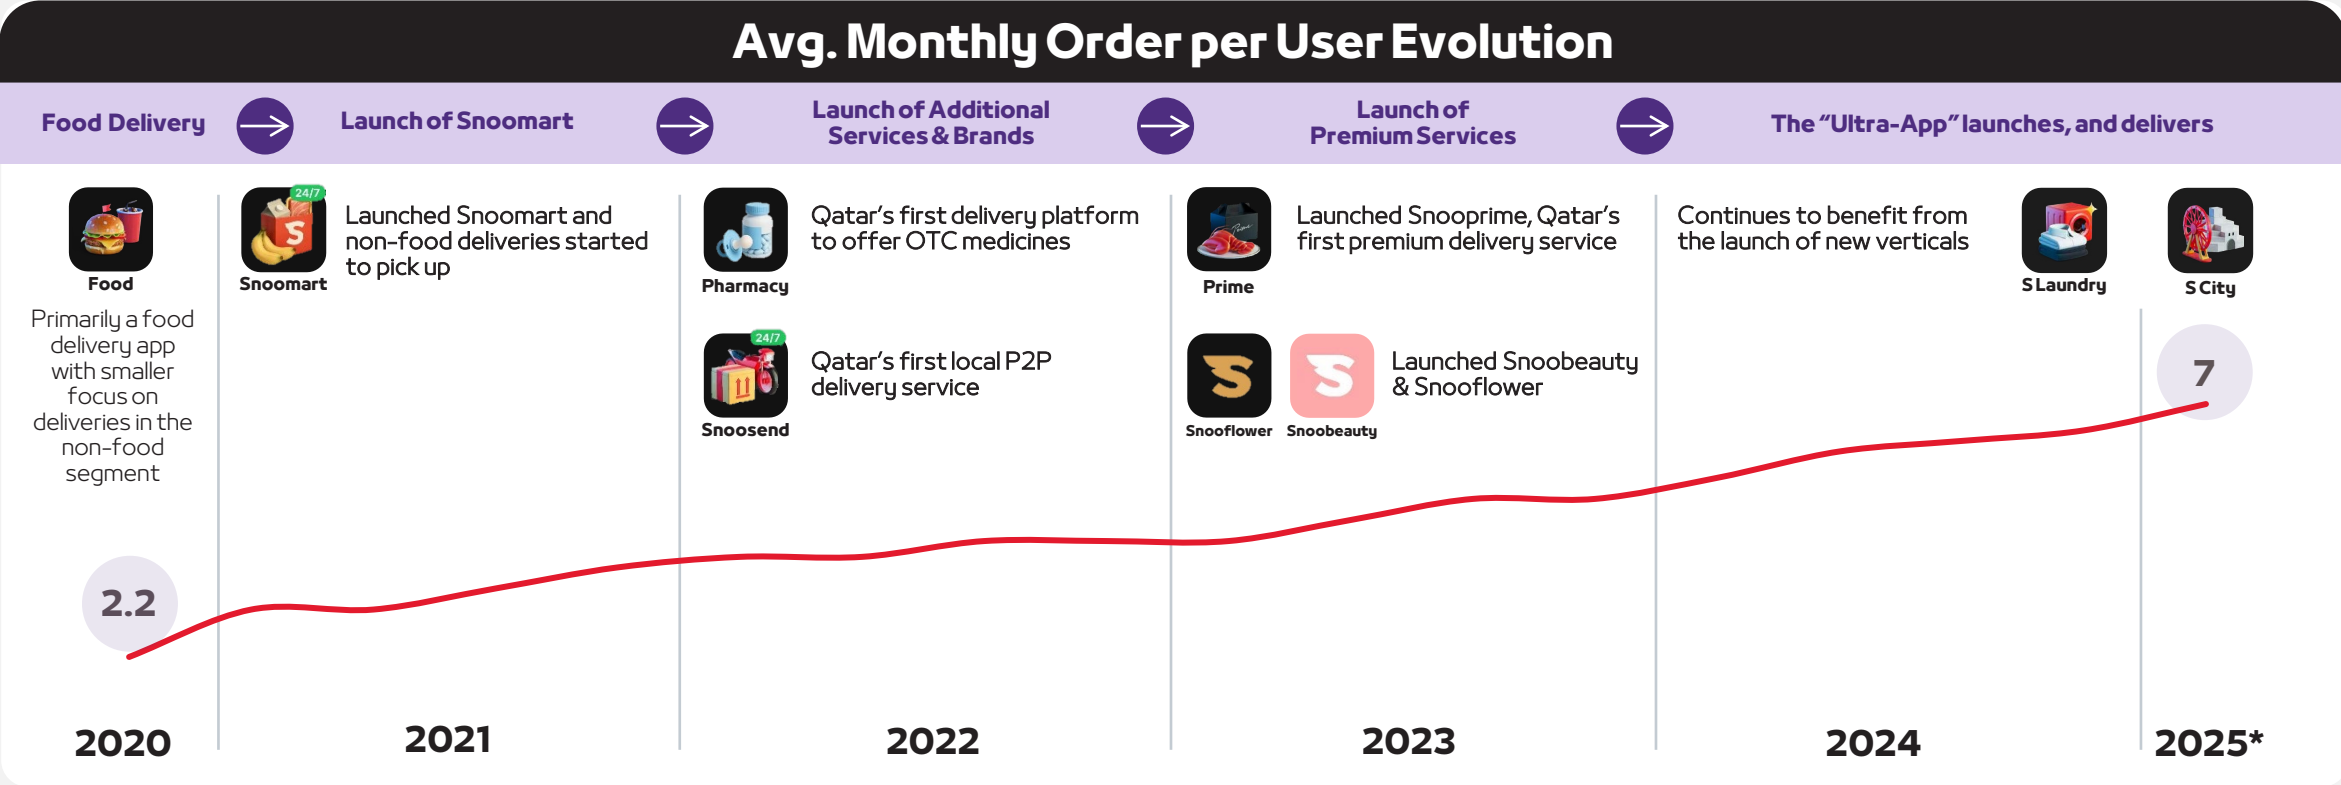 Avg. Monthly Order per User Evolution
Food Delivery
Launch of Snoomart
Launch of Additional
Services & Brands
Launch of
Premium Services
The “Ultra-App” launches, and delivers
Food
Primarily a food
delivery app
with smaller
focus on
deliveries in the
non-food
segment
2.2
2020
24/7
S
Snoomart
Launched Snoomart and
non-food deliveries started
to pick up
2021
Pharmacy
Qatar’s first delivery platform
to offer OTC medicines
24/7
Snoosend
Qatar’s first local P2P
delivery service
2022
Prime
Launched Snooprime, Qatar’s
first premium delivery service
S
Snooflower
S
Snoobeauty
Launched Snoobeauty
& Snooflower
2023
Continues to benefit from
the launch of new verticals
S Laundry
2024
S City
7
2025*